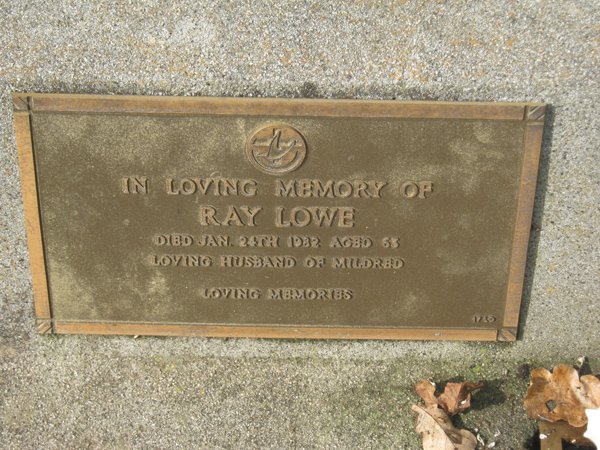 IN LOVING MEMORY OF
RAY LOWE
DIED JAN. 24TH 1982 AGED 63
LOVING HUSBAND OF MILDRED
LOVING MEMORIES